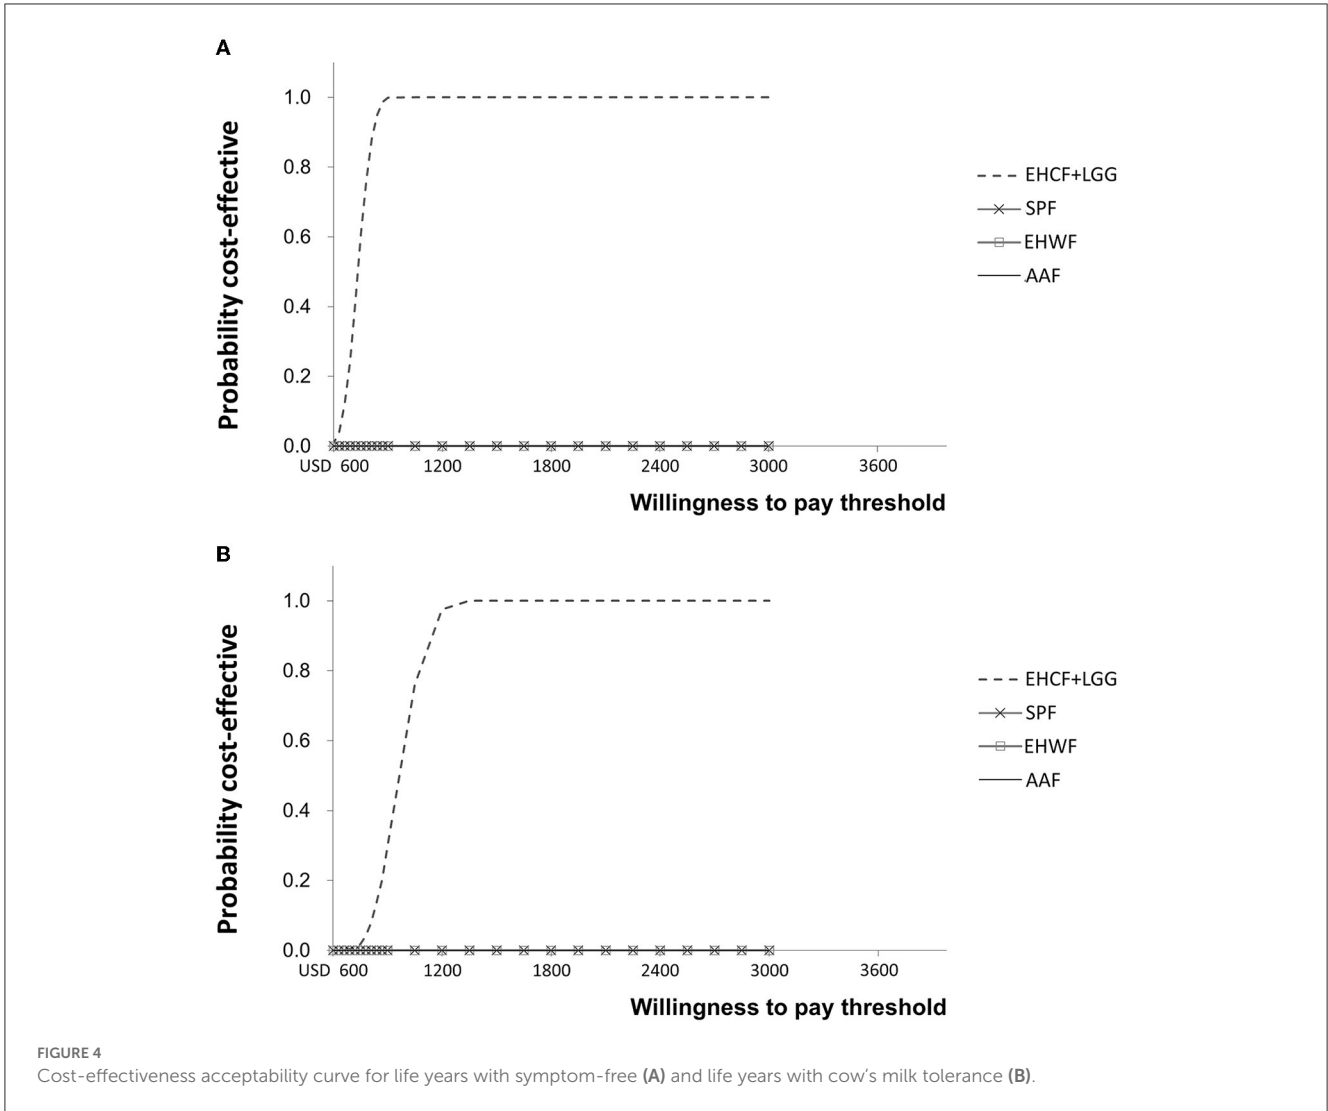 A
Probability cost-effective
1.0
0.8
0.6
0.4
0.2
0.0
USD 600 1200 1800 2400 3000 3600
Willingness to pay threshold
EHCF+LGG
SPF
EHWF
AAF
B
Probability cost-effective
1.0
0.8
0.6
0.4
0.2
0.0
USD 600 1200 1800 2400 3000 3600
Willingness to pay threshold
EHCF+LGG
SPF
EHWF
AAF
FIGURE 4
Cost-effectiveness acceptability curve for life years with symptom-free (A) and life years with cow's milk tolerance (B).